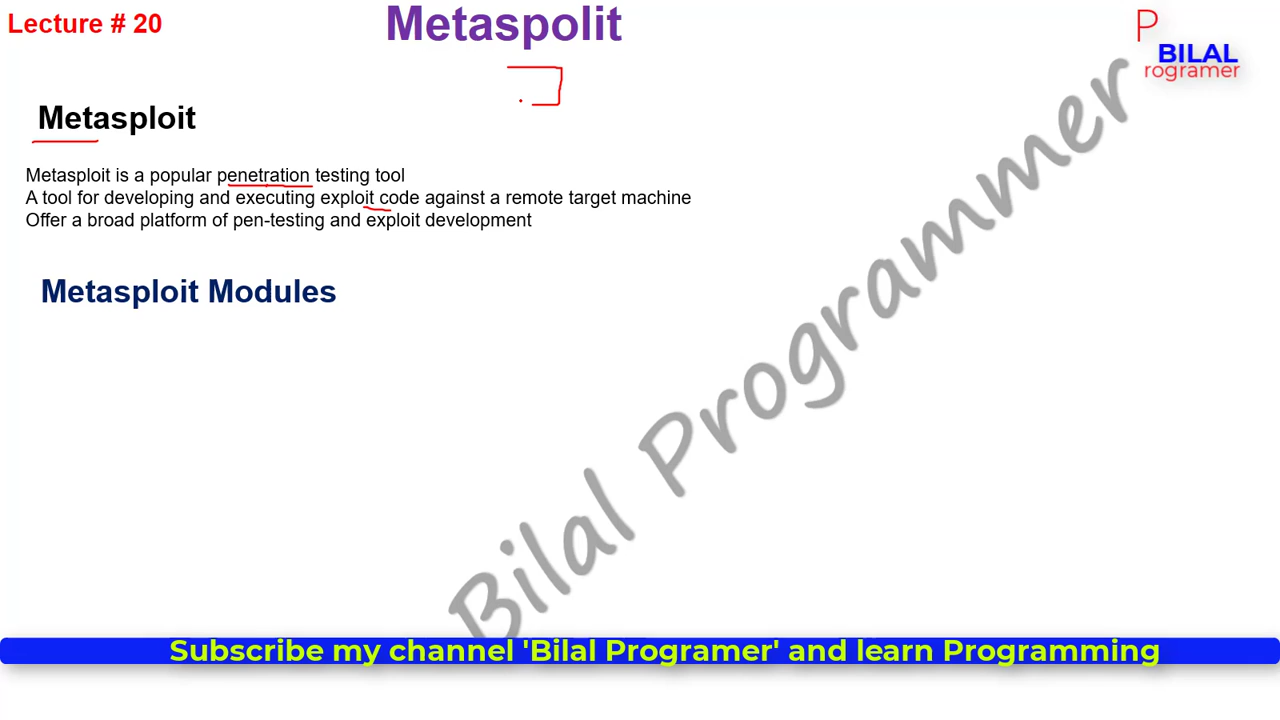 Lecture # 20
Metaspolit
P
BILAL
rogramer
Metasploit
Metasploit is a popular penetration testing tool
A tool for developing and executing exploit code against a remote target machine
Offer a broad platform of pen-testing and exploit development
Metasploit Modules
Bilal Programmer
Subscribe my channel 'Bilal Programer' and learn Programming